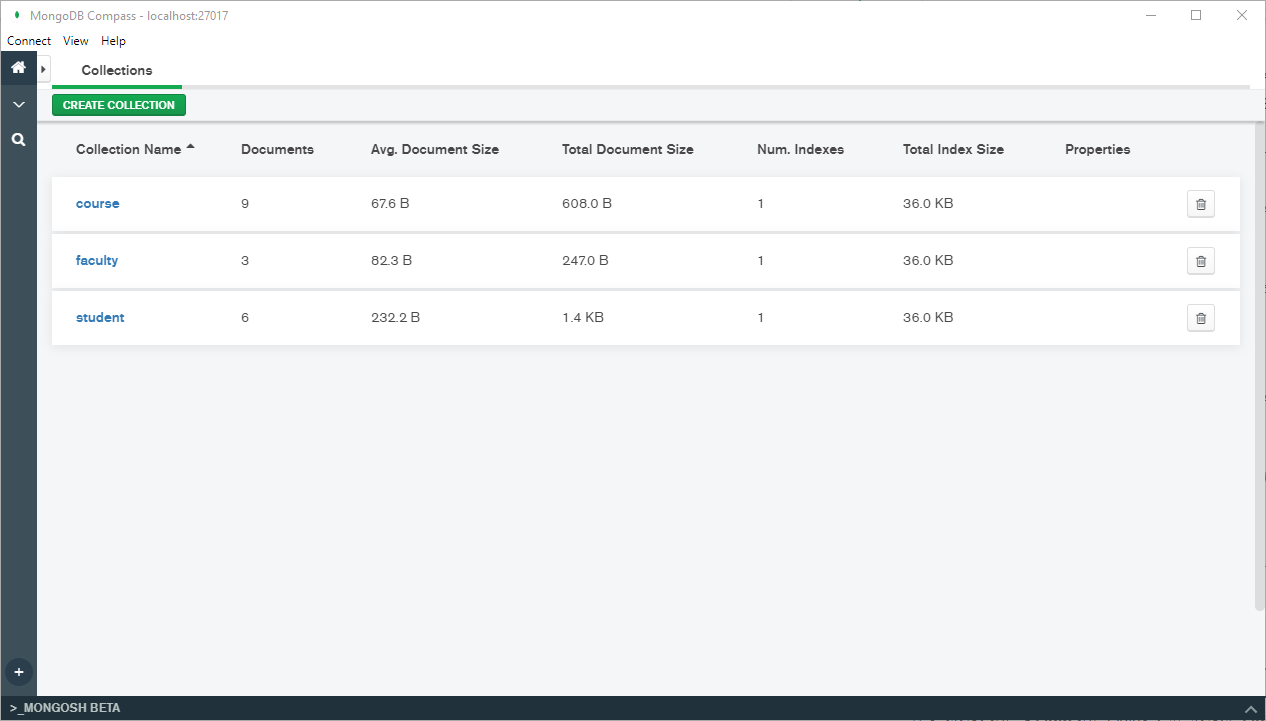 MongoDB Compass - localhost:27017
Connect View Help
Collections
CREATE COLLECTION
Collection Name Documents Avg. Document Size Total Document Size Num. Indexes Total Index Size Properties
course 9 67.6 B 608.0 B 1 36.0 KB
faculty 3 82.3 B 247.0 B 1 36.0 KB
student 6 232.2 B 1.4 KB 1 36.0 KB
>_MONGOSH BETA